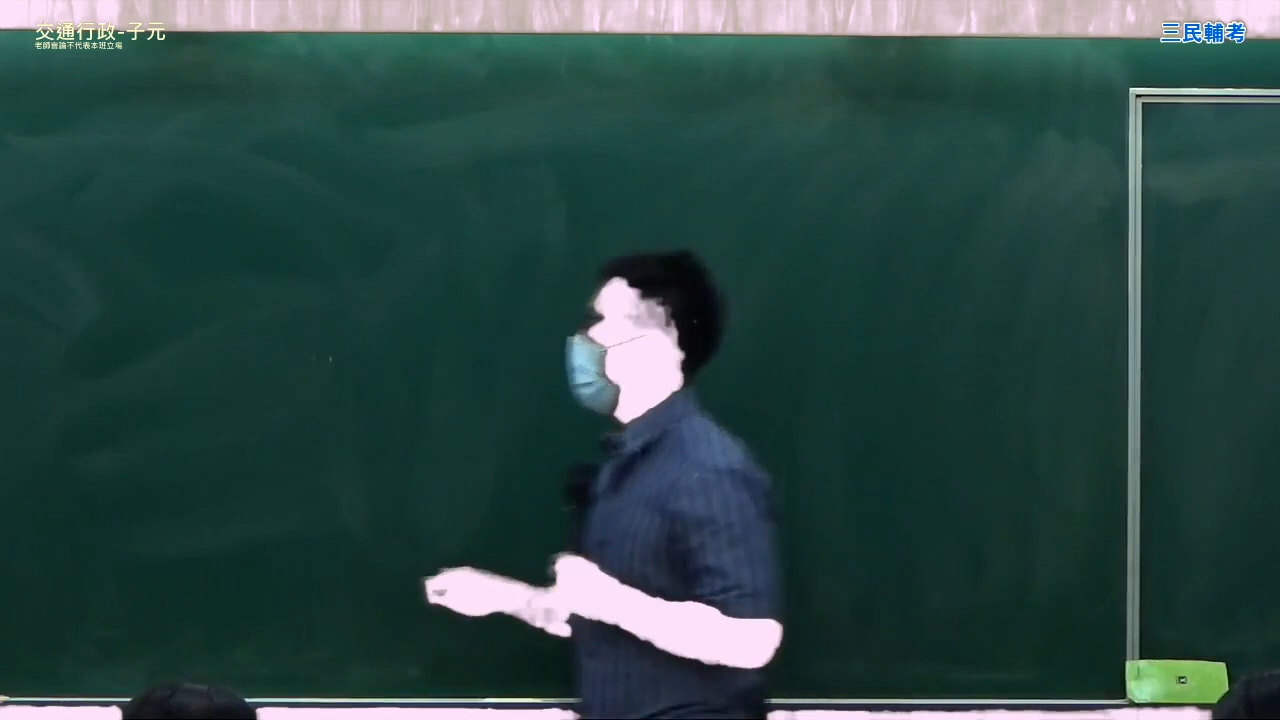 交通行政-子元
老師言論不代表本班立場
三民輔考